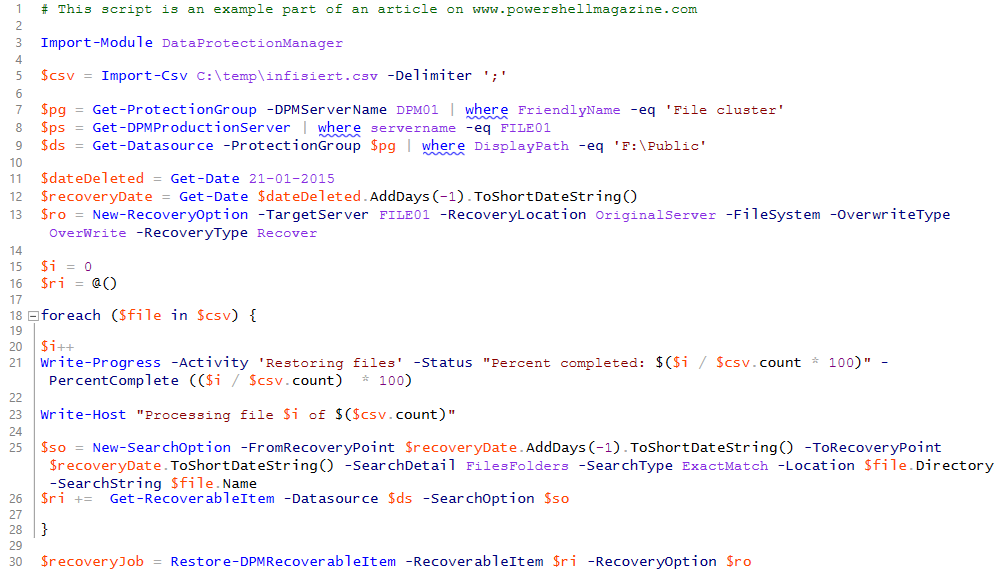 1 # This script is an example part of an article on www.powershellmagazine.com
2
3 Import-Module DataProtectionManager
4
5 $csv = Import-Csv C:\temp\infisiert.csv -Delimiter ';'
6
7 $pg = Get-ProtectionGroup -DPMServerName DPM01 | where FriendlyName -eq 'File cluster'
8 $ps = Get-DPMProductionServer | where servername -eq FILE01
9 $ds = Get-Datasource -ProtectionGroup $pg | where DisplayPath -eq 'F:\Public'
10
11 $dateDeleted = Get-Date 21-01-2015
12 $recoveryDate = Get-Date $dateDeleted.AddDays(-1).ToShortDateString()
13 $ro = New-RecoveryOption -TargetServer FILE01 -RecoveryLocation OriginalServer -FileSystem -OverwriteType
OverWrite -RecoveryType Recover
14
15 $i = 0
16 $ri = @()
17
18 foreach ($file in $csv) {
19
20 $i++
21 Write-Progress -Activity 'Restoring files' -Status "Percent completed: $($i / $csv.count * 100)" -
PercentComplete (($i / $csv.count) * 100)
22
23 Write-Host "Processing file $i of $($csv.count)"
24
25 $so = New-SearchOption -FromRecoveryPoint $recoveryDate.AddDays(-1).ToShortDateString() -ToRecoveryPoint
$recoveryDate.ToShortDateString() -SearchDetail FilesFolders -SearchType ExactMatch -Location $file.Directory
-SearchString $file.Name
26 $ri += Get-RecoverableItem -Datasource $ds -SearchOption $so
27
28 }
29
30 $recoveryJob = Restore-DPMRecoverableItem -RecoverableItem $ri -RecoveryOption $ro